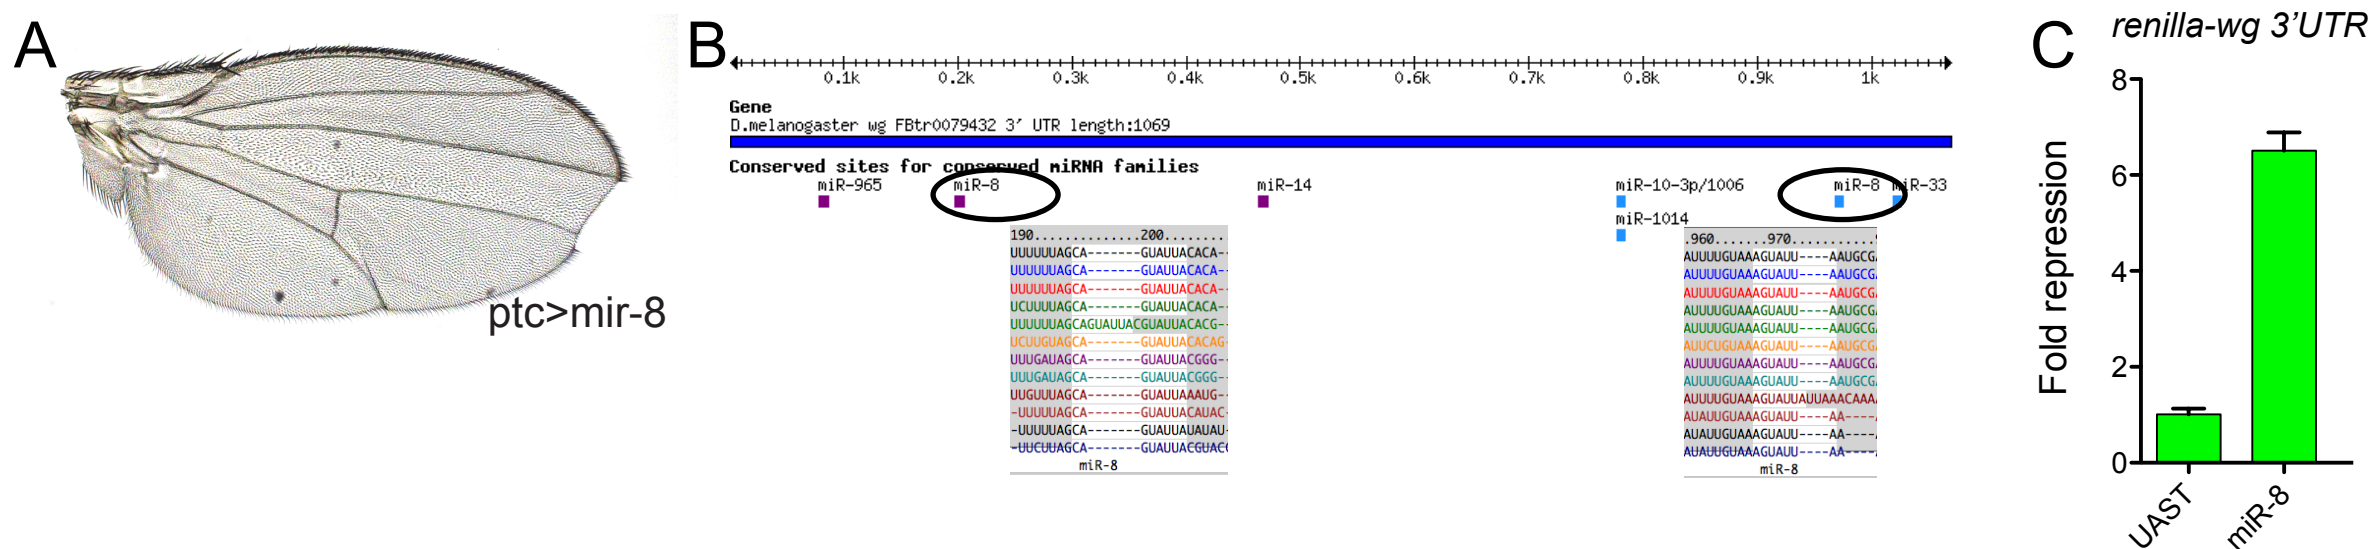 A
ptc>mir-8
B
0.1k 0.2k 0.3k 0.4k 0.5k 0.6k 0.7k 0.8k 0.9k 1k
Gene
D.melanogaster wg FBtr0079432 3' UTR length:1069
Conserved sites for conserved miRNA families
miR-965 miR-8 miR-14 miR-10-3p/1006 miR-8 miR-33
miR-1014
190..............200........
UUUUUUAGCA-------GUAUUACACA-
UUUUUUAGCA-------GUAUUACACA-
UUUUUUAGCA-------GUAUUACACA-
UCUUUUAGCA-------GUAUUACACA-
UUUUUUAGCAGUAUUACGUAUUACACG-
UCUUGUAGCA-------GUAUUACACAG
UUUGAUAGCA-------GUAUUACGGG-
UUUGAUAGCA-------GUAUUACGGG-
UUGUUUAGCA-------GUAUUAAAUG-
-UUUUUAGCA-------GUAUUACAUAC
-UUUUUAGCA-------GUAUUAUAUAU
-UUCUUAGCA-------GUAUUACGUAC
miR-8
.960.......970...........
AUUUUGUAAAGUAUU----AAUGCG
AUUUUGUAAAGUAUU----AAUGCG
AUUUUGUAAAGUAUU----AAUGCG
AUUUUGUAAAGUAUU----AAUGCG
AUUUUGUAAAGUAUU----AAUGCG
AUUCUGUAAAGUAUU----AAUGCG
AUUUUGUAAAGUAUU----AAUGCG
AUUUUGUAAAGUAUU----AAUGCG
AUUUUGUAAAGUAUUAUUAAACAAA
AUAUUGUAAAGUAUU----AA----
AUAUUGUAAAGUAUU----AA----
AUAUUGUAAAGUAUU----AA----
miR-8
C
renilla-wg 3'UTR
Fold repression
8
6
4
2
0
UAST
miR-8